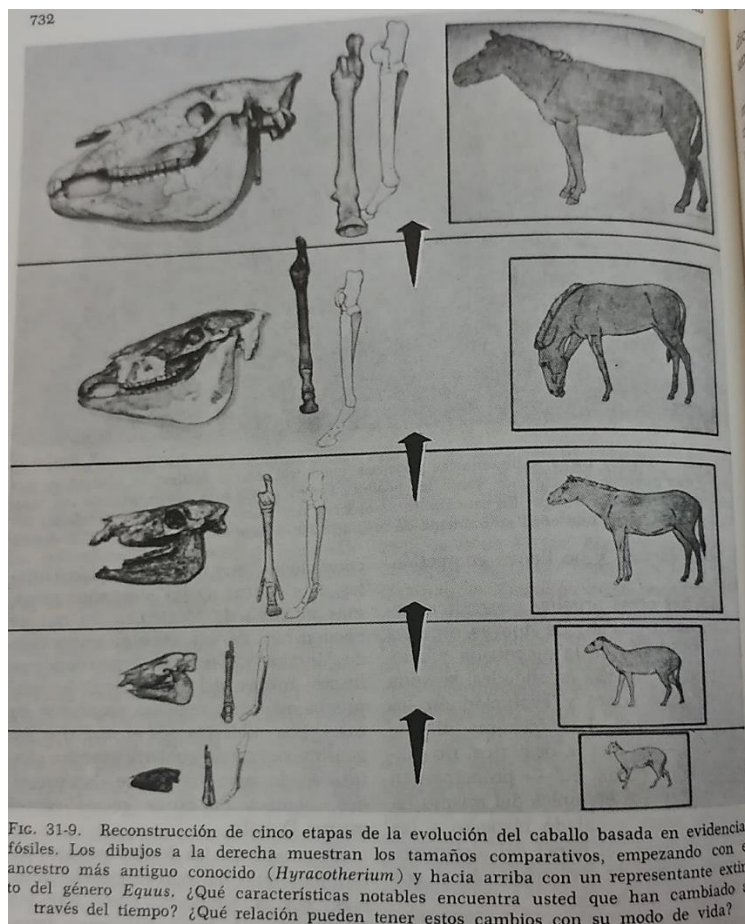 732
FIG. 31-9. Reconstrucción de cinco etapas de la evolución del caballo basada en evidencia
fósiles. Los dibujos a la derecha muestran los tamaños comparativos, empezando con
ancestro más antiguo conocido (Hyracotherium) y hacia arriba con un representante extin
to del género Equus. ¿Qué características notables encuentra usted que han cambiado a
través del tiempo? ¿Qué relación pueden tener estos cambios con su modo de vida?